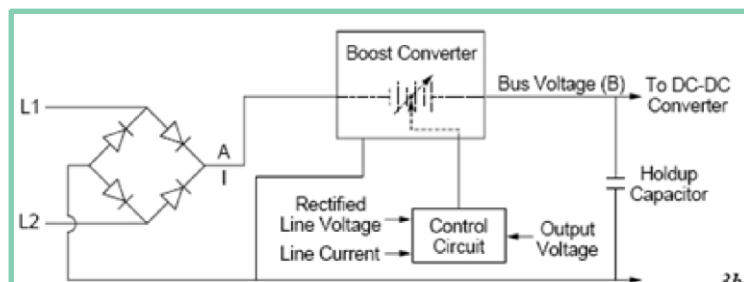 Boost Converter
L1
Bus Voltage (B)
To DC-DC
Converter
A
I
Holdup
Capacitor
Rectified
Line Voltage
Control
Circuit
Output
Voltage
L2
Line Current